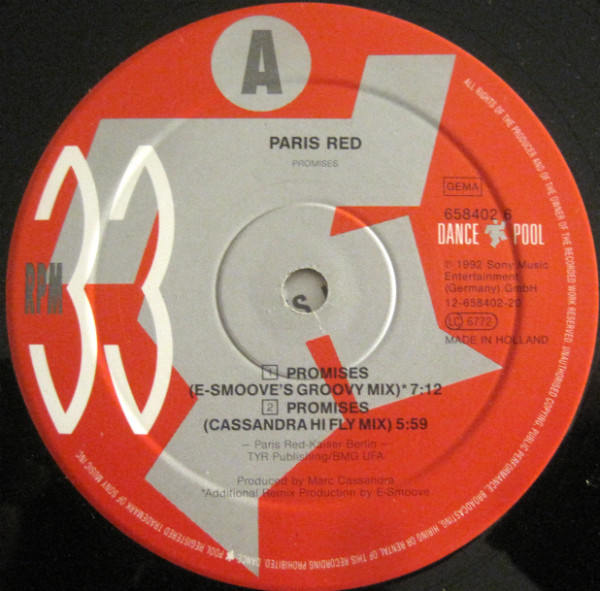 A
PARIS RED
PROMISES
33
RPM
GEMA
658402 6
DANCE POOL
℗ 1992 Sony Music
Entertainment
(Germany) GmbH
12-658402-20
LC 6772
MADE IN HOLLAND
1 PROMISES
(E-SMOOVE'S GROOVY MIX)* 7:12
2 PROMISES
(CASSANDRA HI FLY MIX) 5:59
– Paris Red-Kaiser Berlin –
TYR Publishing/BMG UFA
Produced by Marc Cassandra
*Additional Remix Production by E-Smoove
ALL RIGHTS OF THE PRODUCER AND OF THE OWNER OF THE RECORDED WORK RESERVED. UNAUTHORISED COPYING, PUBLIC PERFORMANCE, BROADCASTING, HIRING OR RENTAL OF THIS RECORDING PROHIBITED. DANCE POOL REGISTERED TRADEMARK OF SONY MUSIC INC.
S